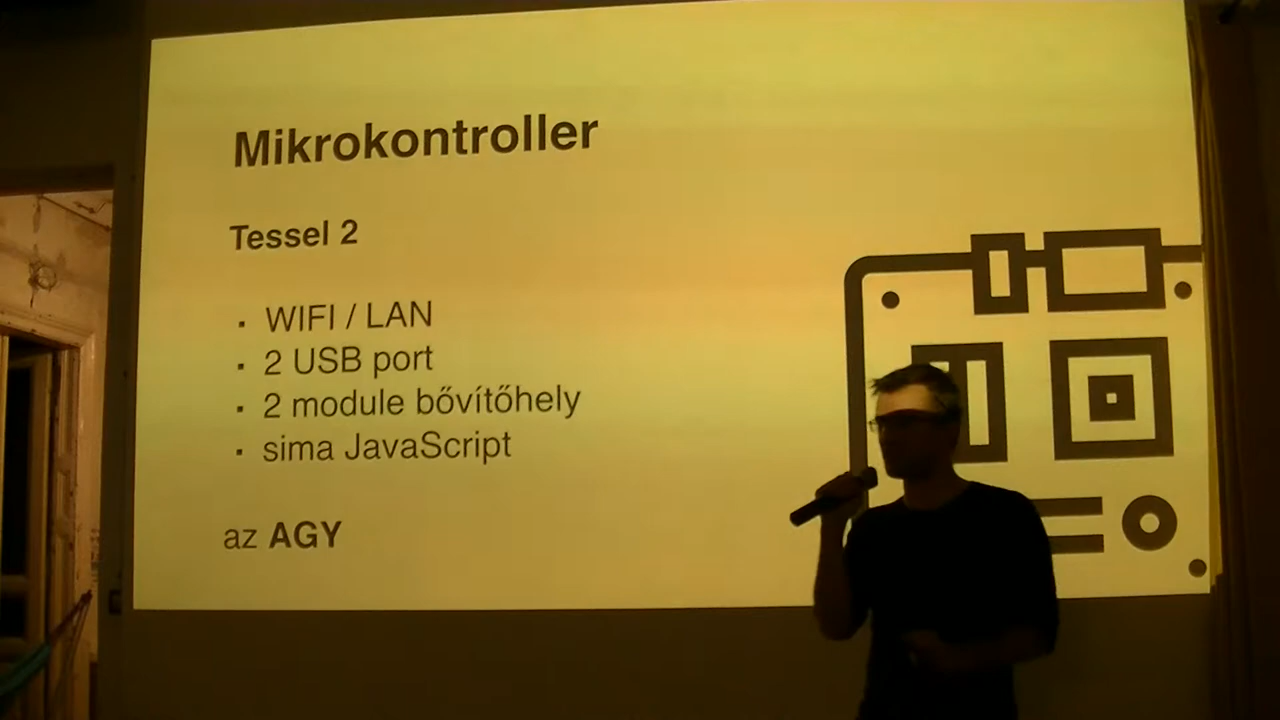 Mikrokontroller
Tessel 2
WIFI / LAN
2 USB port
2 module bővítőhely
sima JavaScript
az AGY